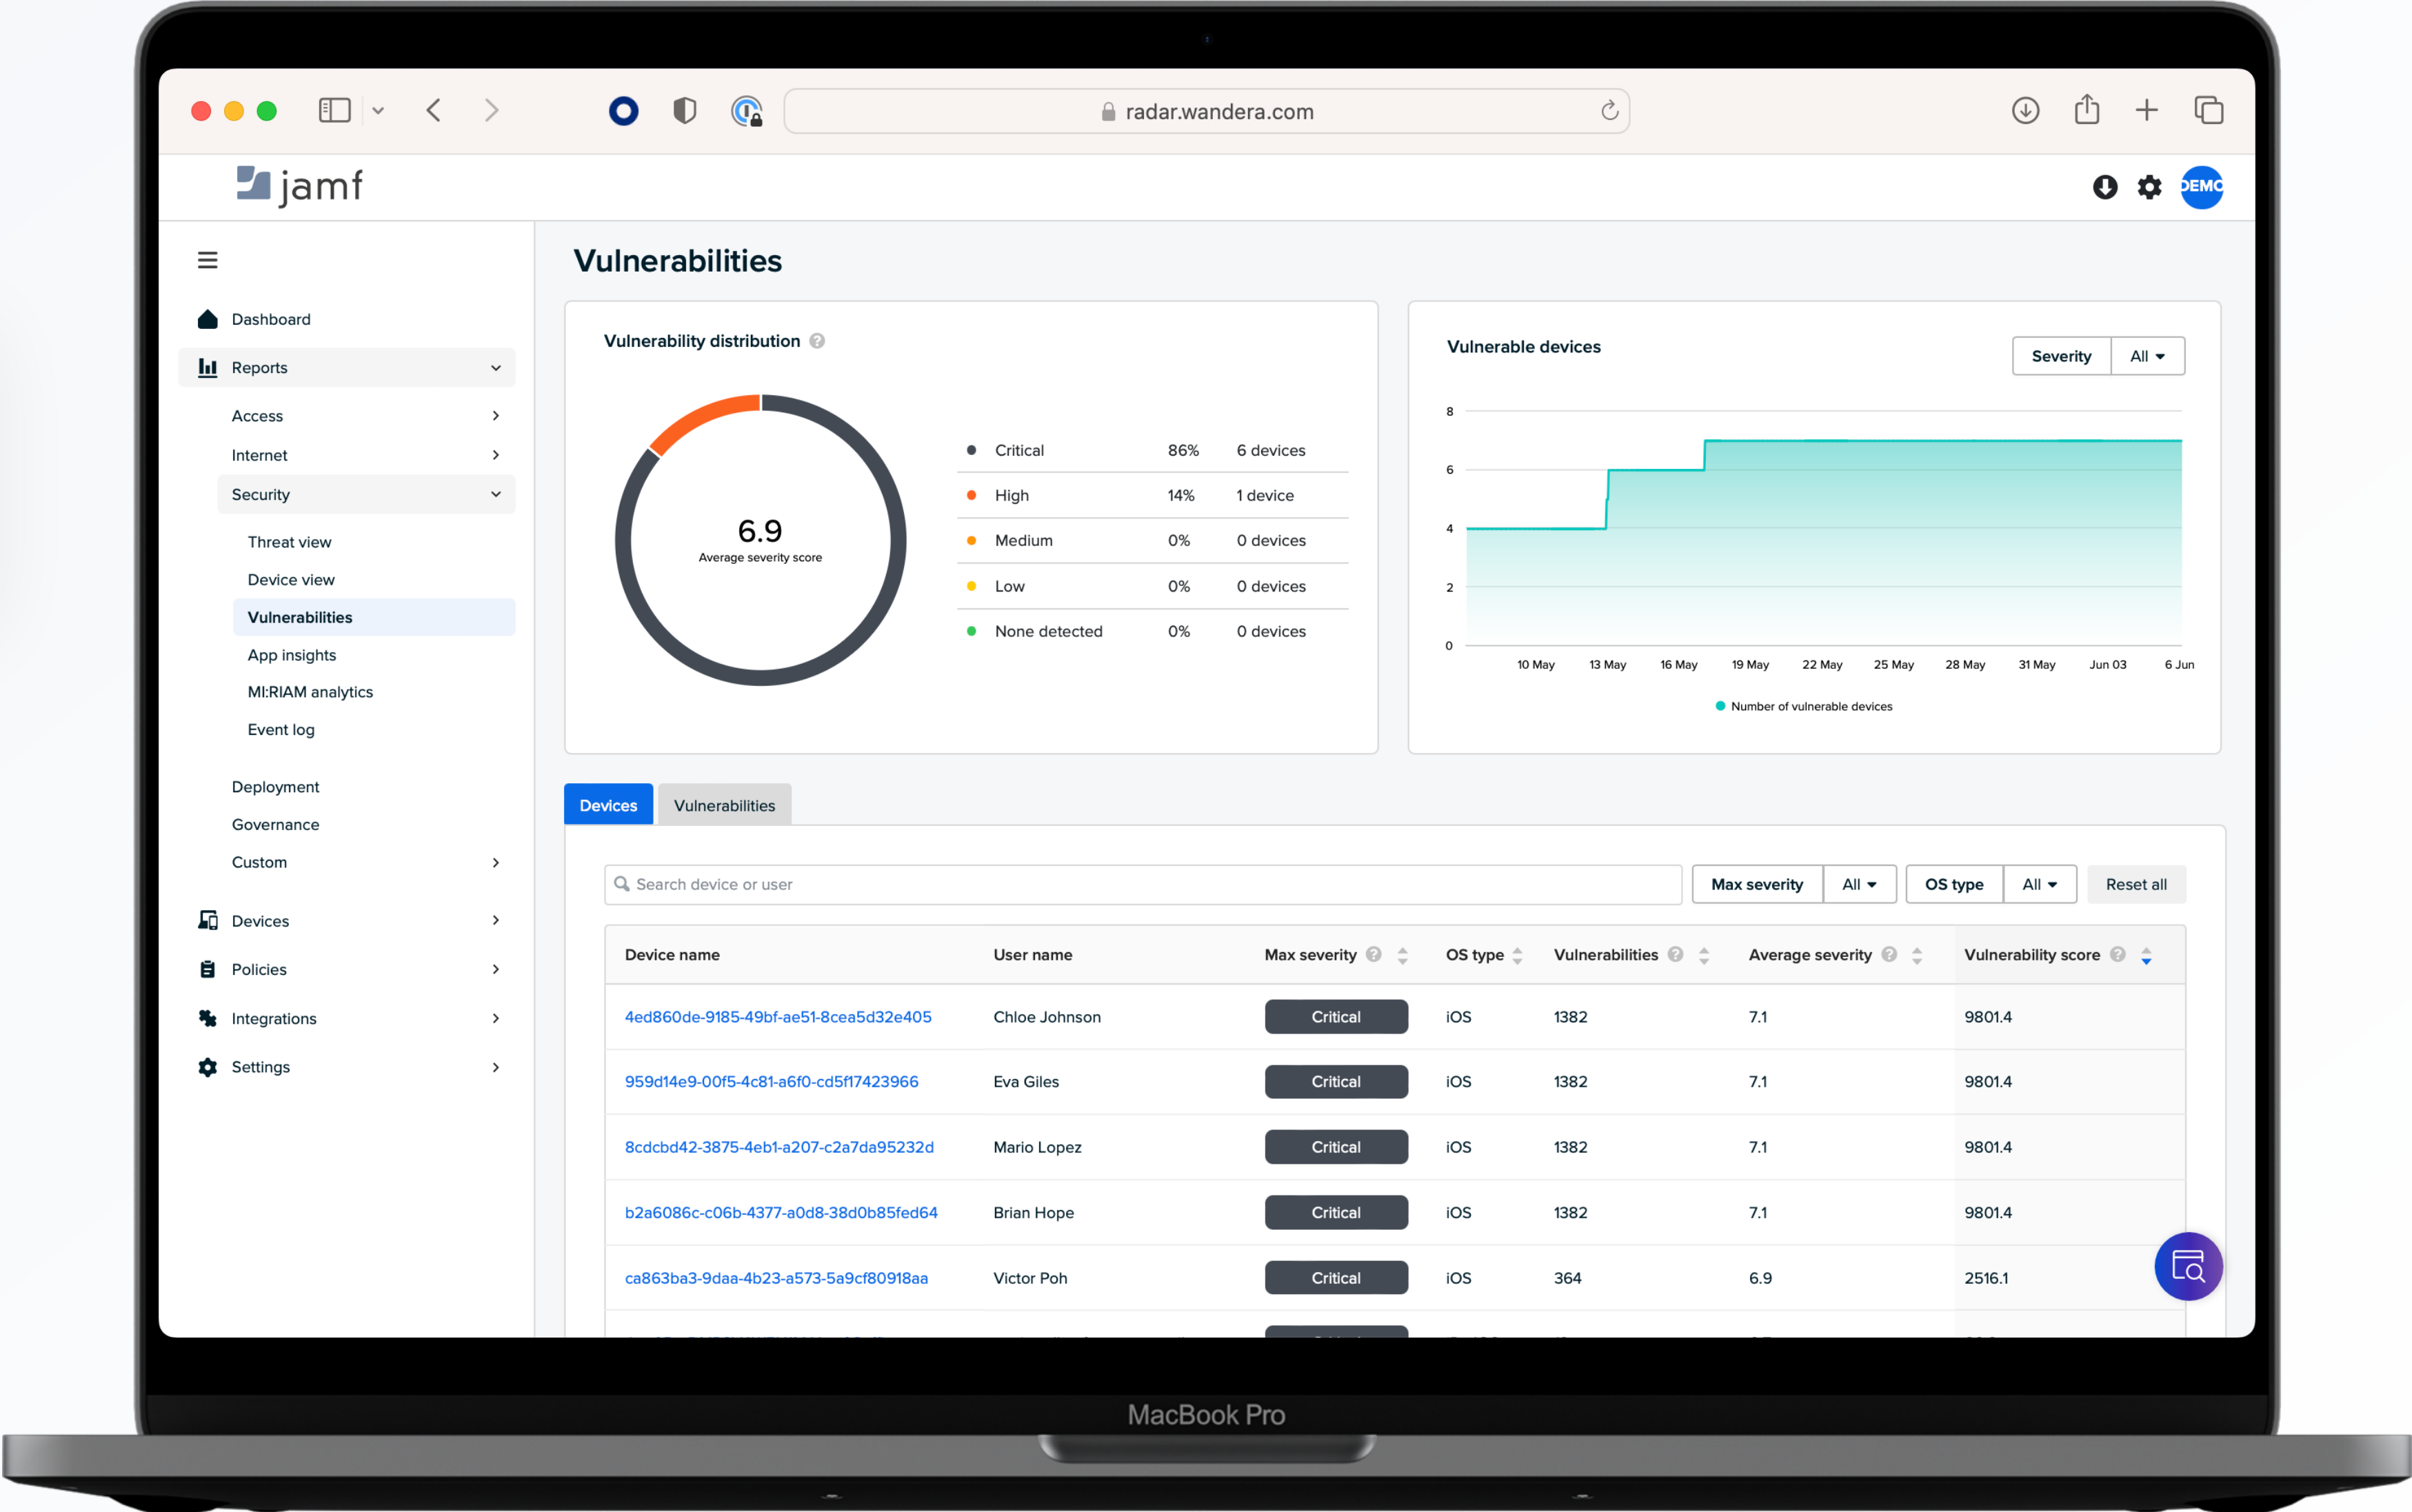 radar.wandera.com
jamf
DEMO
Vulnerabilities
Dashboard
Reports
Access
Internet
Security
Threat view
Device view
Vulnerabilities
App insights
MI:RIAM analytics
Event log
Deployment
Governance
Custom
Devices
Policies
Integrations
Settings
Vulnerability distribution ?
6.9
Average severity score
Critical 86% 6 devices
High 14% 1 device
Medium 0% 0 devices
Low 0% 0 devices
None detected 0% 0 devices
Vulnerable devices
Severity All
8
6
4
2
0
10 May 13 May 16 May 19 May 22 May 25 May 28 May 31 May Jun 03 6 Jun
Number of vulnerable devices
Devices Vulnerabilities
Search device or user Max severity All OS type All Reset all
Device name User name Max severity ? OS type Vulnerabilities ? Average severity ? Vulnerability score ?
4ed860de-9185-49bf-ae51-8cea5d32e405 Chloe Johnson Critical iOS 1382 7.1 9801.4
959d14e9-00f5-4c81-a6f0-cd5f17423966 Eva Giles Critical iOS 1382 7.1 9801.4
8cdcbd42-3875-4eb1-a207-c2a7da95232d Mario Lopez Critical iOS 1382 7.1 9801.4
b2a6086c-c06b-4377-a0d8-38d0b85fed64 Brian Hope Critical iOS 1382 7.1 9801.4
ca863ba3-9daa-4b23-a573-5a9cf80918aa Victor Poh Critical iOS 364 6.9 2516.1
MacBook Pro